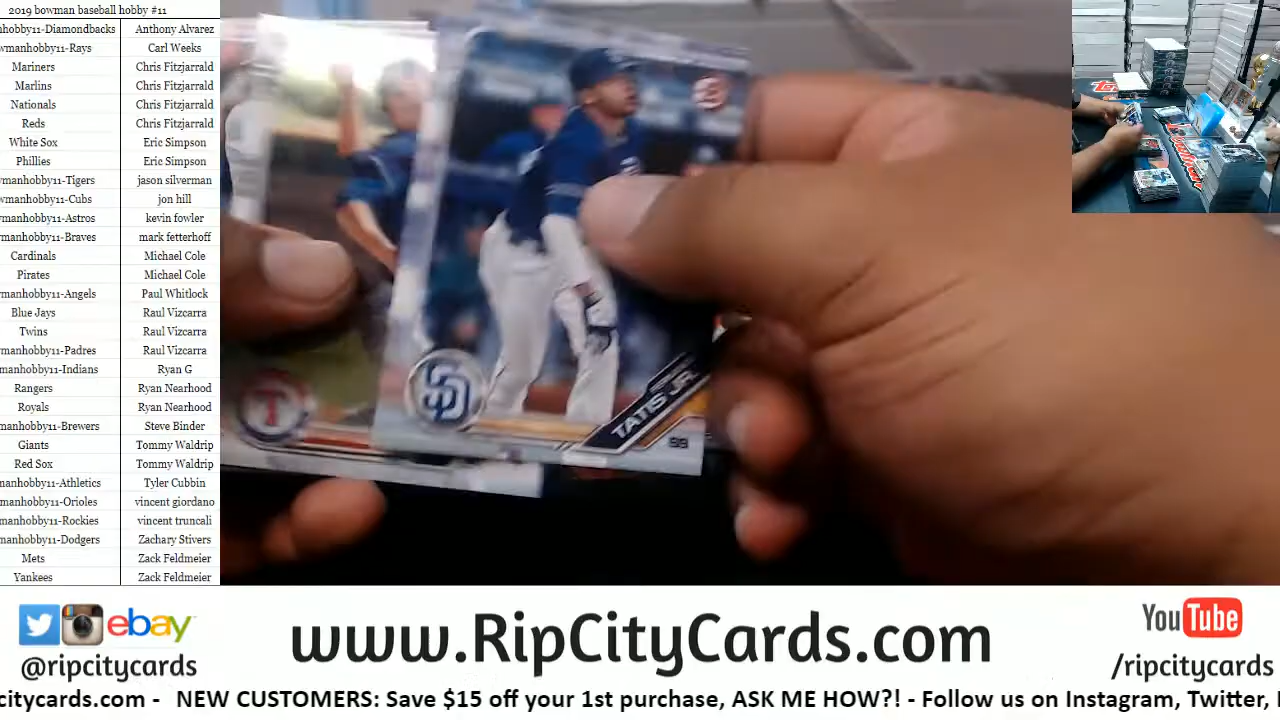 2019 bowman baseball hobby #11
hobby11-Diamondbacks Anthony Alvarez
wmanhobby11-Rays Carl Weeks
Mariners Chris Fitzjarrald
Marlins Chris Fitzjarrald
Nationals Chris Fitzjarrald
Reds Chris Fitzjarrald
White Sox Eric Simpson
Phillies Eric Simpson
wmanhobby11-Tigers jason silverman
wmanhobby11-Cubs jon hill
manhobby11-Astros kevin fowler
manhobby11-Braves mark fetterhoff
Cardinals Michael Cole
Pirates Michael Cole
manhobby11-Angels Paul Whitlock
Blue Jays Raul Vizcarra
Twins Raul Vizcarra
manhobby11-Padres Raul Vizcarra
manhobby11-Indians Ryan G
Rangers Ryan Nearhood
Royals Ryan Nearhood
manhobby11-Brewers Steve Binder
Giants Tommy Waldrip
Red Sox Tommy Waldrip
manhobby11-Athletics Tyler Cubbin
manhobby11-Orioles vincent giordano
manhobby11-Rockies vincent truncali
manhobby11-Dodgers Zachary Stivers
Mets Zack Feldmeier
Yankees Zack Feldmeier
SD
TATIS JR.
T
ebay
@ripcitycards
www.RipCityCards.com
YouTube
/ripcitycards
citycards.com - NEW CUSTOMERS: Save $15 off your 1st purchase, ASK ME HOW?! - Follow us on Instagram, Twitter,